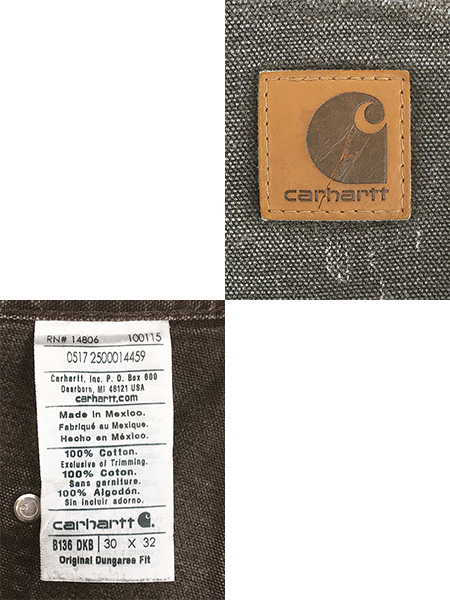 carhartt
RN# 14806 100115
0517 2500014459
Carhartt, Inc. P. O. Box 600
Dearborn, MI 48121 USA
carhartt.com
Made in Mexico.
Fabriqué au Mexique.
Hecho en México.
100% Cotton.
Exclusive of Trimming.
100% Coton.
Sans garniture.
100% Algodón.
Sin incluir adorno.
carhartt
B136 DKB 30 X 32
Original Dungaree Fit